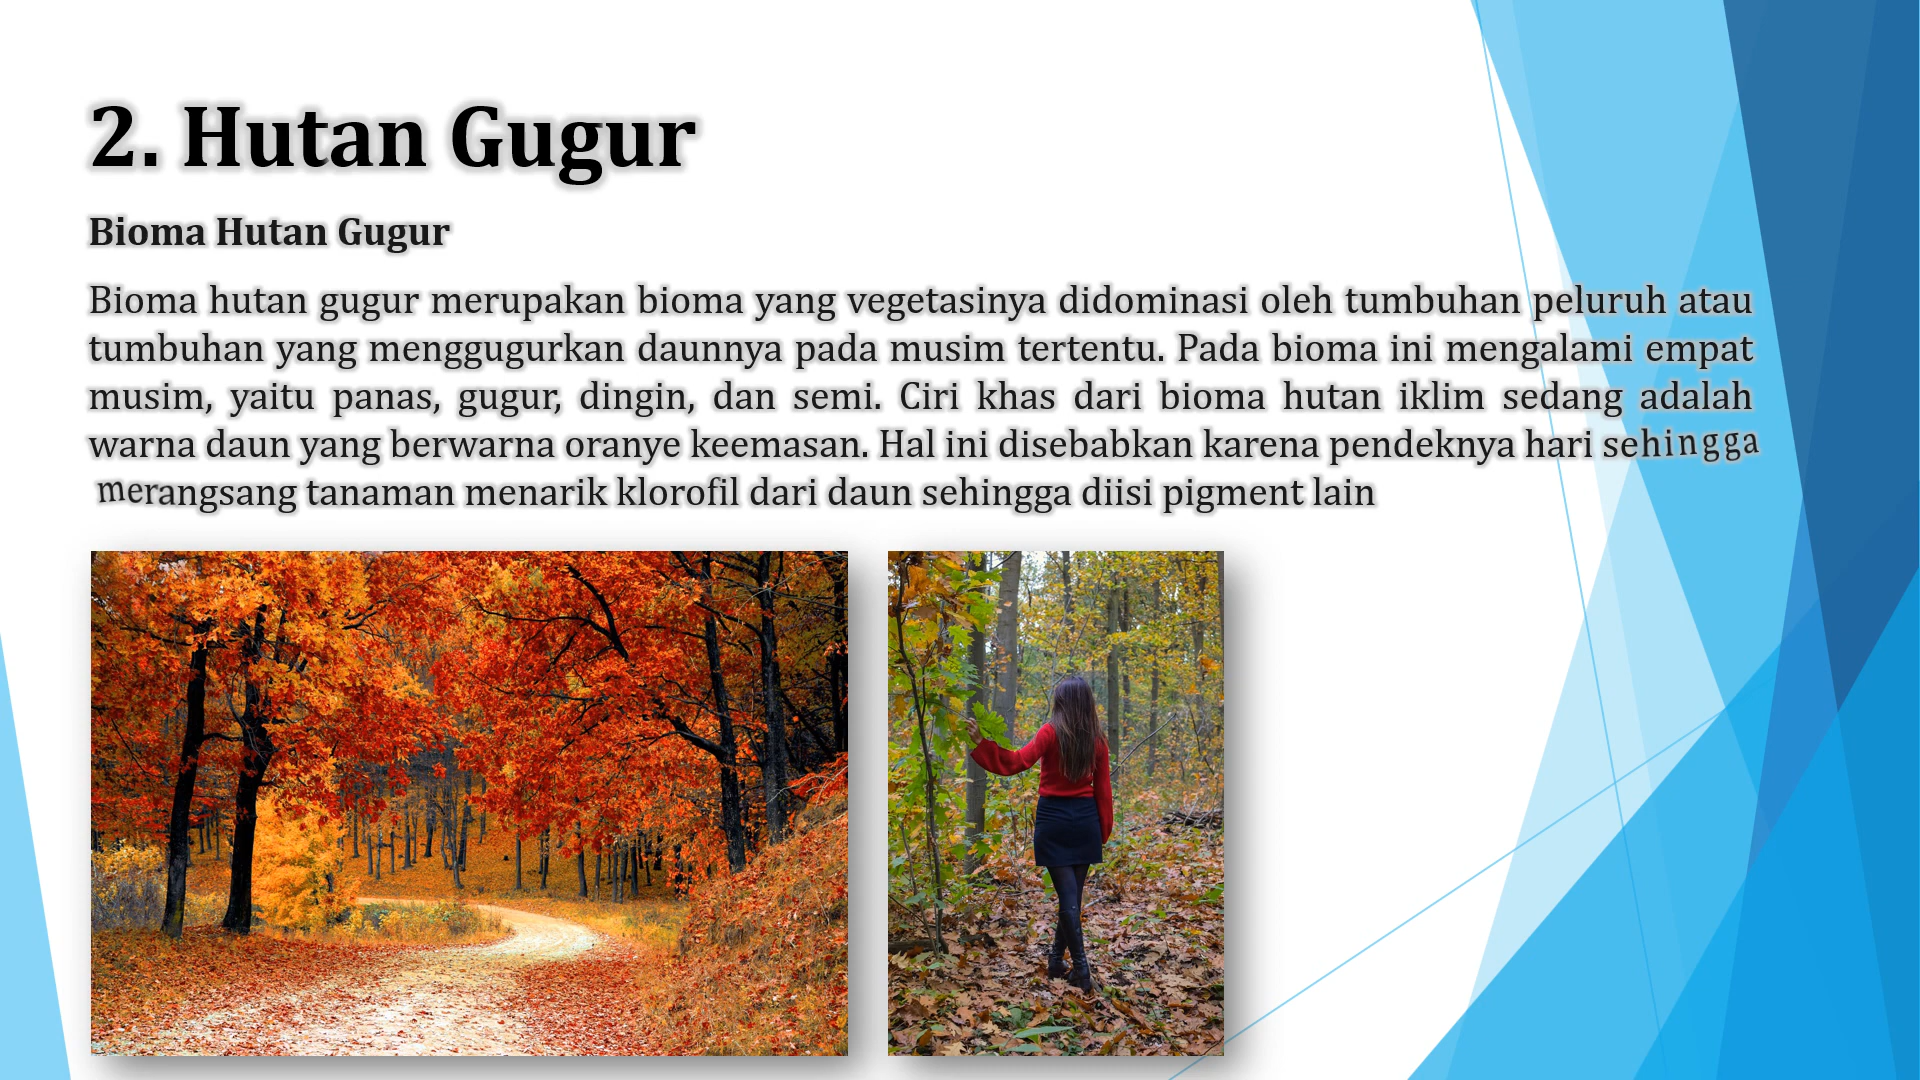 2. Hutan Gugur
Bioma Hutan Gugur
Bioma hutan gugur merupakan bioma yang vegetasinya didominasi oleh tumbuhan peluruh atau
tumbuhan yang menggugurkan daunnya pada musim tertentu. Pada bioma ini mengalami empat
musim, yaitu panas, gugur, dingin, dan semi. Ciri khas dari bioma hutan iklim sedang adalah
warna daun yang berwarna oranye keemasan. Hal ini disebabkan karena pendeknya hari sehingga
merangsang tanaman menarik klorofil dari daun sehingga diisi pigment lain